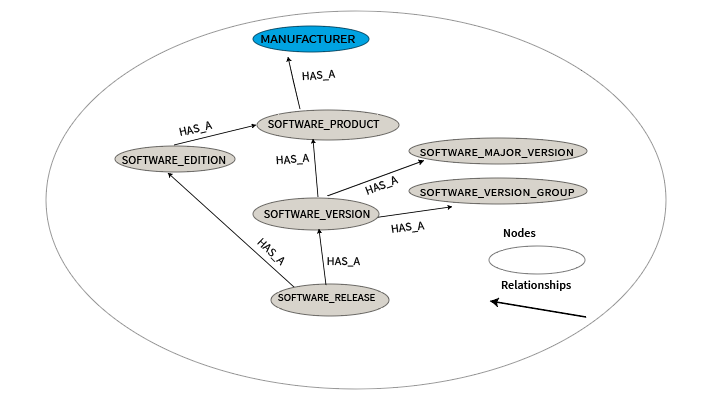 MANUFACTURER
HAS_A
SOFTWARE_PRODUCT
HAS_A
SOFTWARE_EDITION
HAS_A
SOFTWARE_MAJOR_VERSION
HAS_A
SOFTWARE_VERSION_GROUP
SOFTWARE_VERSION
HAS_A
Nodes
HAS_A
HAS_A
Relationships
SOFTWARE_RELEASE